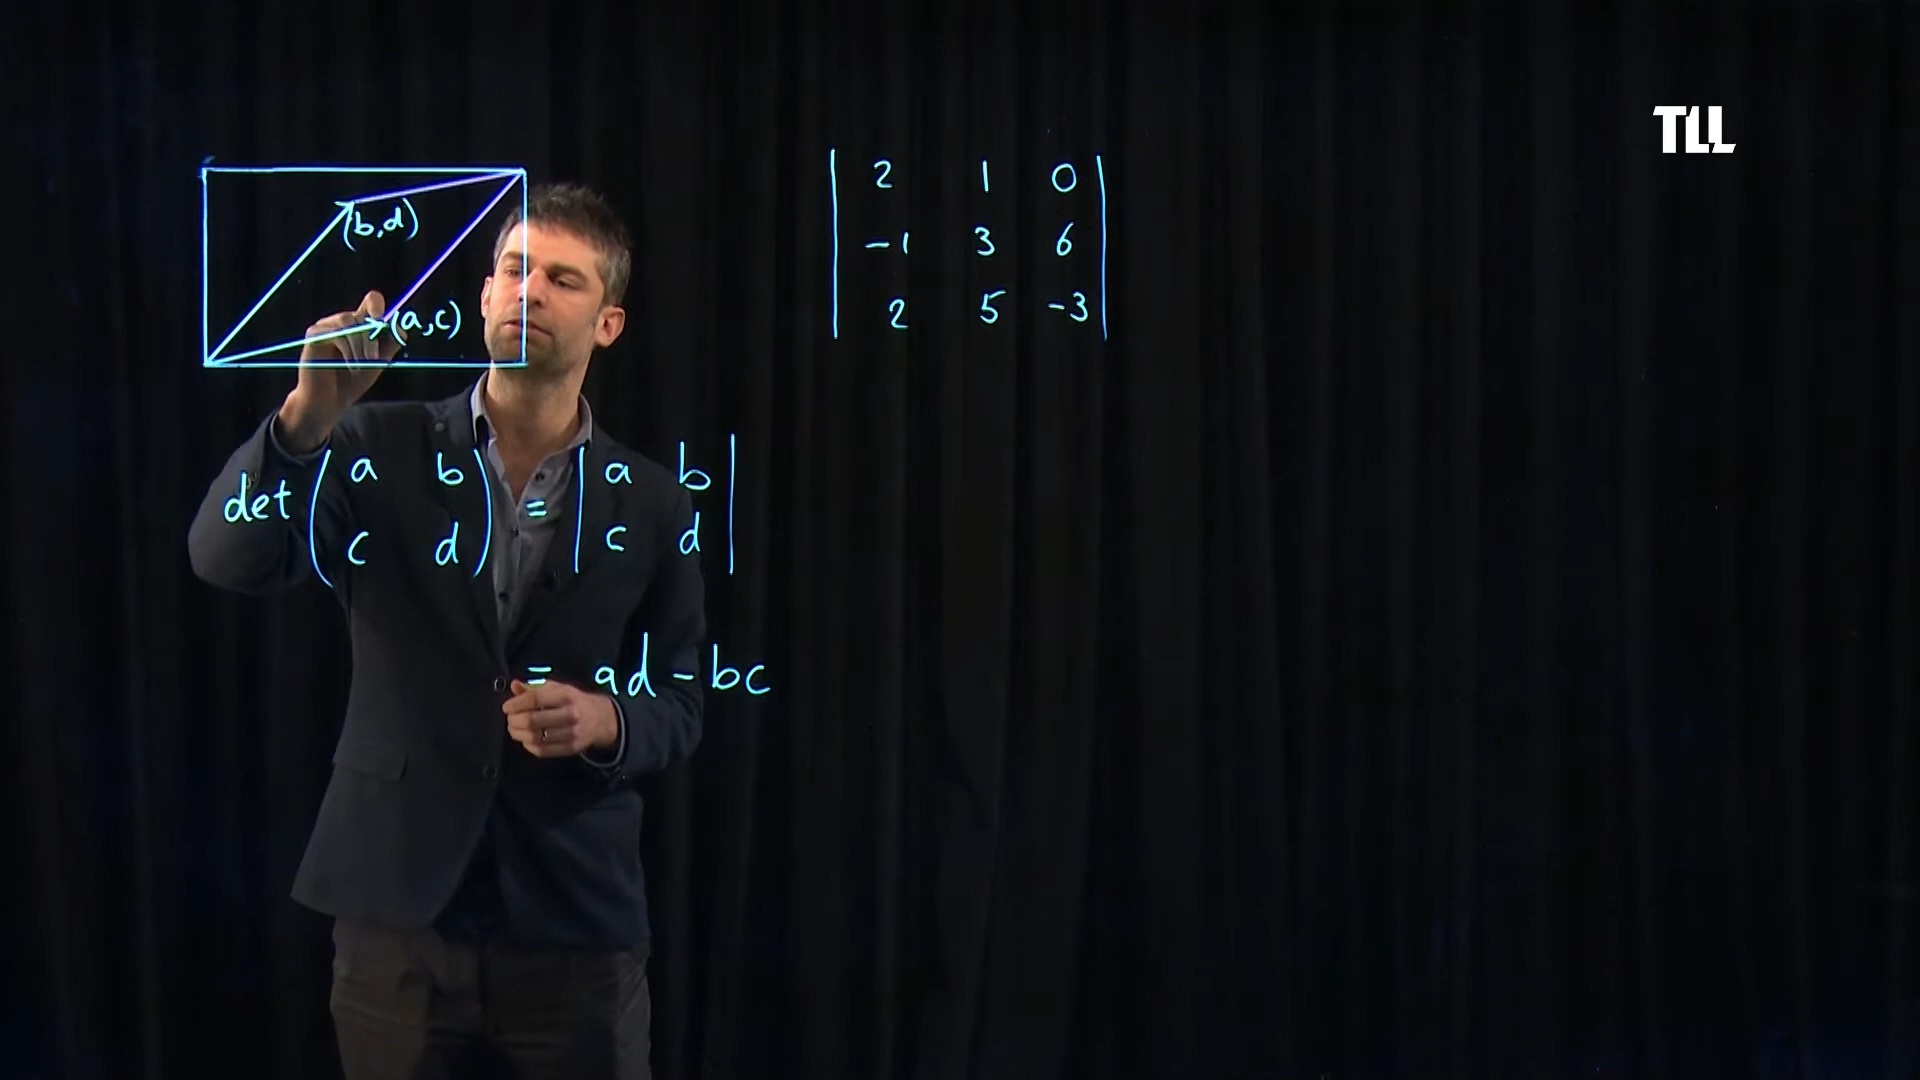 TLL
(b,d)
(a,c)
det ( a b ) = | a b |
( c d ) | c d |
= ad - bc
| 2 1 0 |
| -1 3 6 |
| 2 5 -3 |